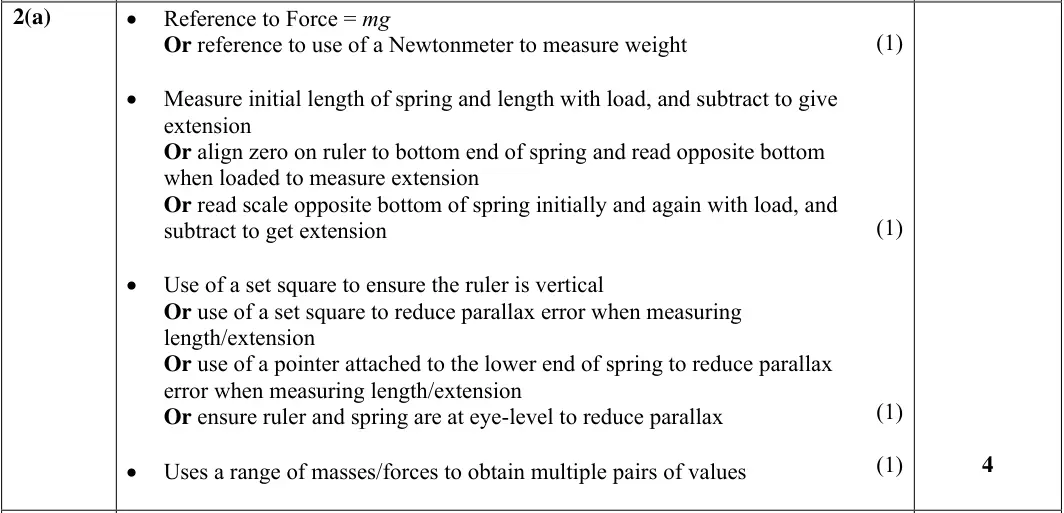 2(a)
• Reference to Force = mg
Or reference to use of a Newtonmeter to measure weight (1)
• Measure initial length of spring and length with load, and subtract to give
extension
Or align zero on ruler to bottom end of spring and read opposite bottom
when loaded to measure extension
Or read scale opposite bottom of spring initially and again with load, and
subtract to get extension (1)
• Use of a set square to ensure the ruler is vertical
Or use of a set square to reduce parallax error when measuring
length/extension
Or use of a pointer attached to the lower end of spring to reduce parallax
error when measuring length/extension
Or ensure ruler and spring are at eye-level to reduce parallax (1)
• Uses a range of masses/forces to obtain multiple pairs of values (1) 4